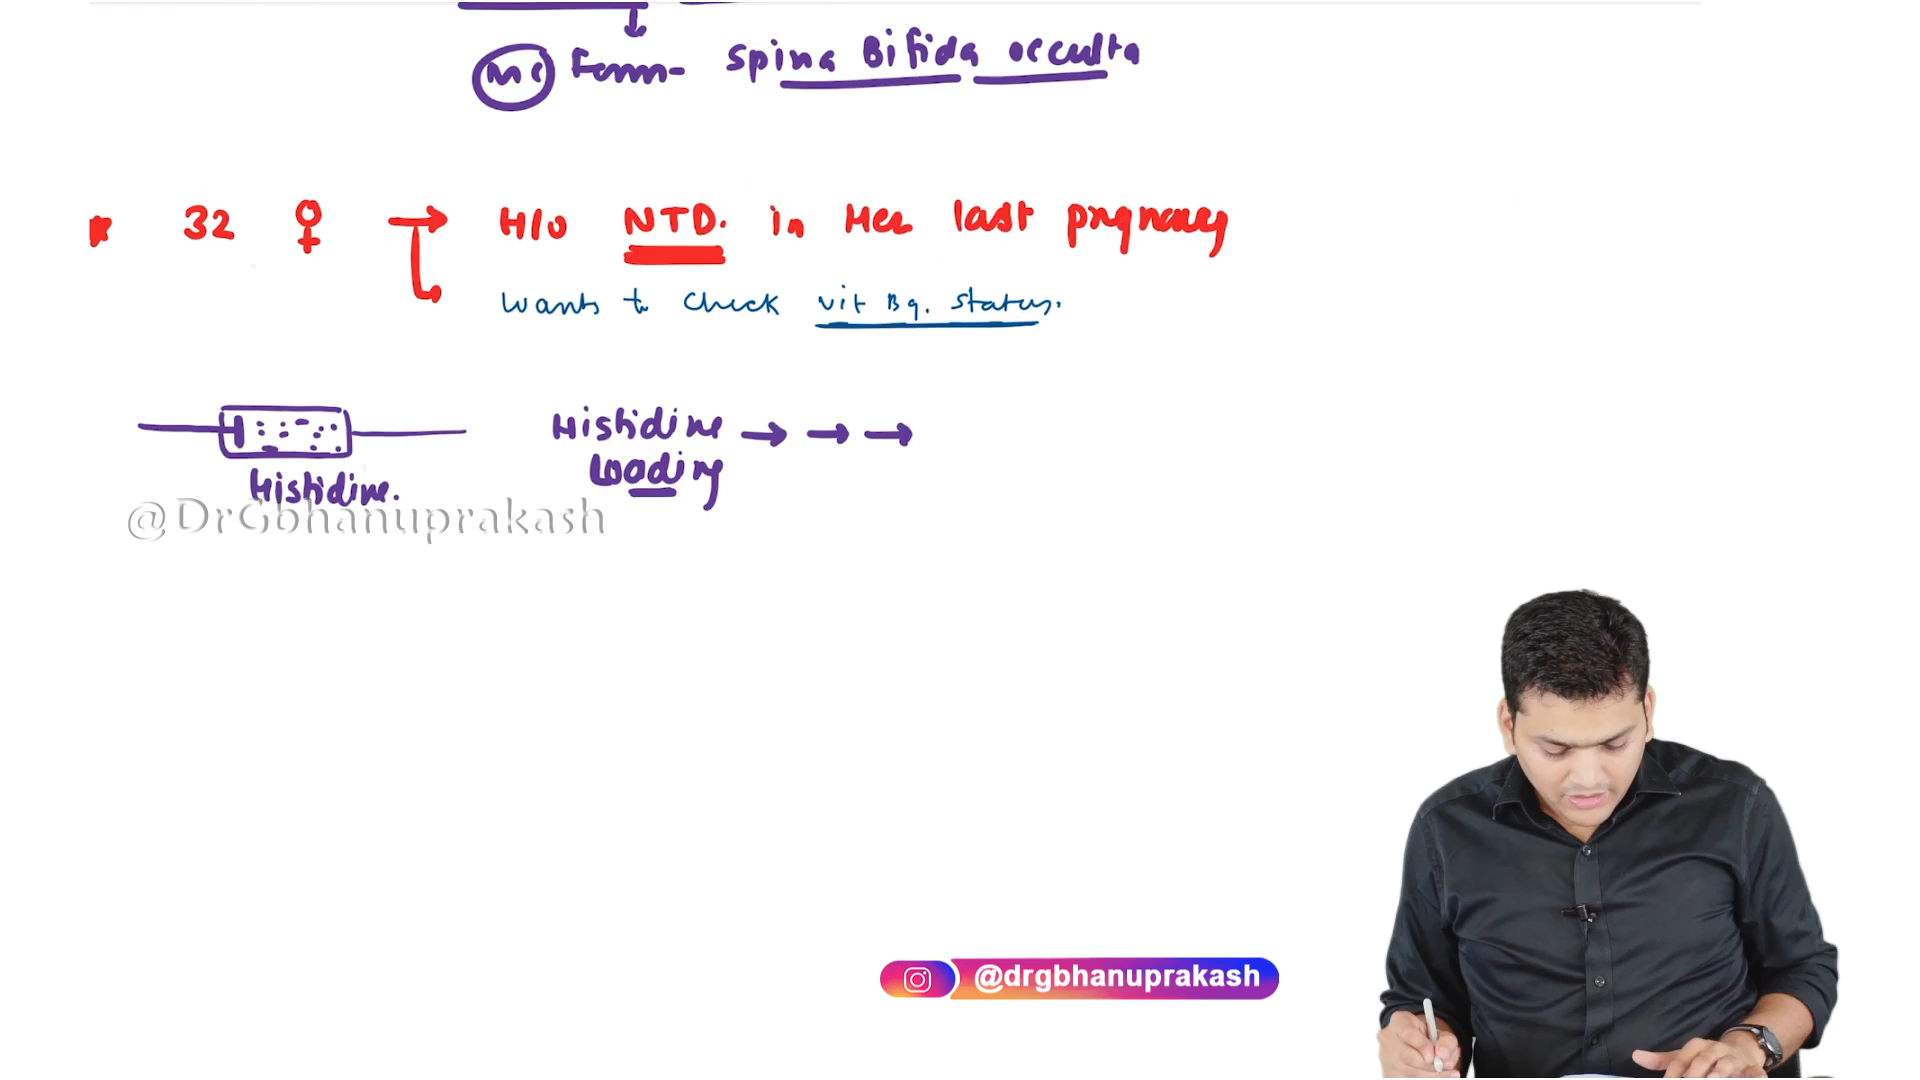 MC Form- Spina Bifida occulta
32 ♀ → H/O NTD. in Her last pregnancy
wants to check vit B9. status.
Histidine → → →
Loading
Histidine.
@DrGbhanuprakash
@drgbhanuprakash